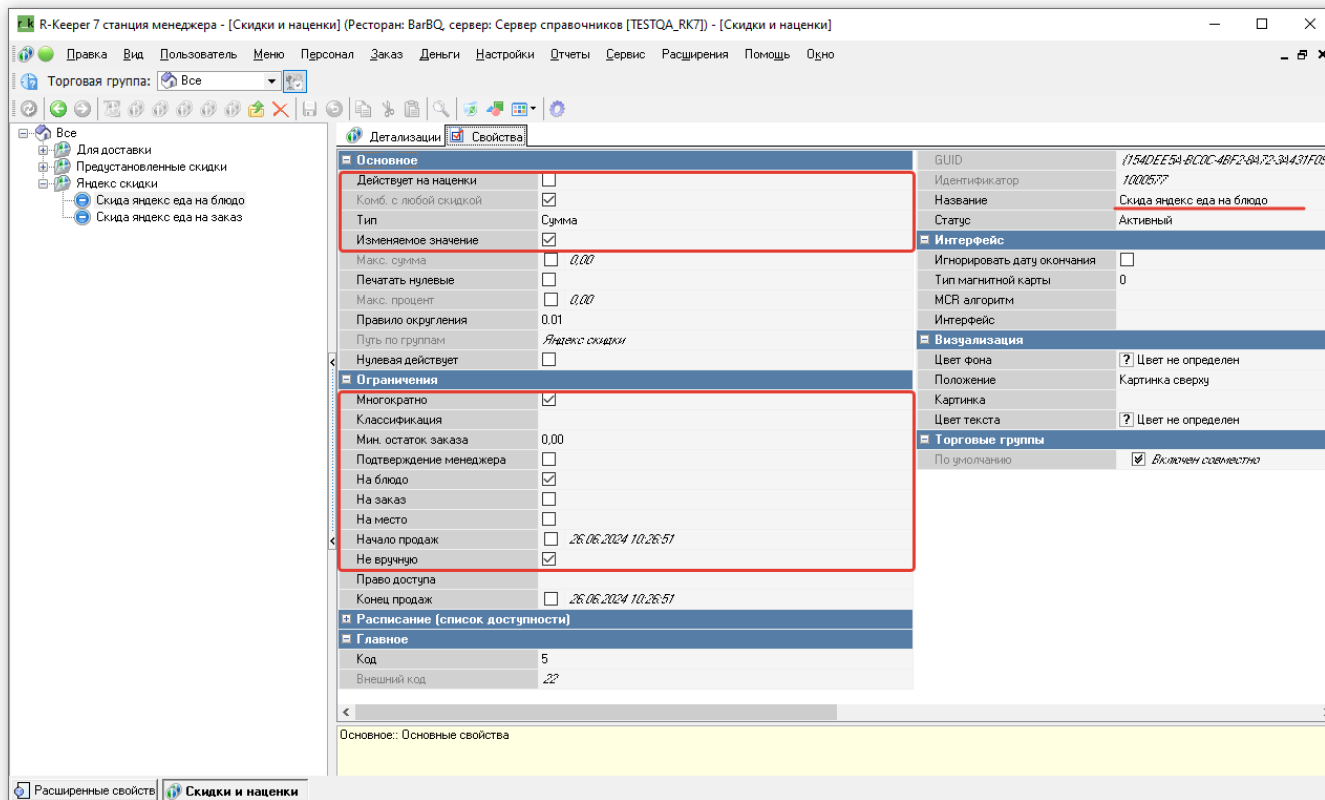 r_k R-Keeper 7 станция менеджера - [Скидки и наценки] (Ресторан: BarBQ, сервер: Сервер справочников [TESTQA_RK7]) - [Скидки и наценки]
Правка Вид Пользователь Меню Персонал Заказ Деньги Настройки Отчеты Сервис Расширения Помощь Окно
Торговая группа: Все
Все
Для доставки
Предустановленные скидки
Яндекс скидки
Скида яндекс еда на блюдо
Скида яндекс еда на заказ
Детализации Свойства
Основное
Действует на наценки
Комб. с любой скидкой
Тип Сумма
Изменяемое значение
Макс. сумма 0,00
Печатать нулевые
Макс. процент 0,00
Правило округления 0.01
Путь по группам Яндекс скидки
Нулевая действует
Ограничения
Многократно
Классификация
Мин. остаток заказа 0,00
Подтверждение менеджера
На блюдо
На заказ
На место
Начало продаж 26.06.2024 10:26:51
Не вручную
Право доступа
Конец продаж 26.06.2024 10:26:51
Расписание (список доступности)
Главное
Код 5
Внешний код 22
GUID {154DEE5A-BC0C-4BF2-8A72-3A431F09
Идентификатор 1000577
Название Скида яндекс еда на блюдо
Статус Активный
Интерфейс
Игнорировать дату окончания
Тип магнитной карты 0
MCR алгоритм
Интерфейс
Визуализация
Цвет фона ? Цвет не определен
Положение Картинка сверху
Картинка
Цвет текста ? Цвет не определен
Торговые группы
По умолчанию Включен совместно
Основное:: Основные свойства
Расширенные свойств Скидки и наценки